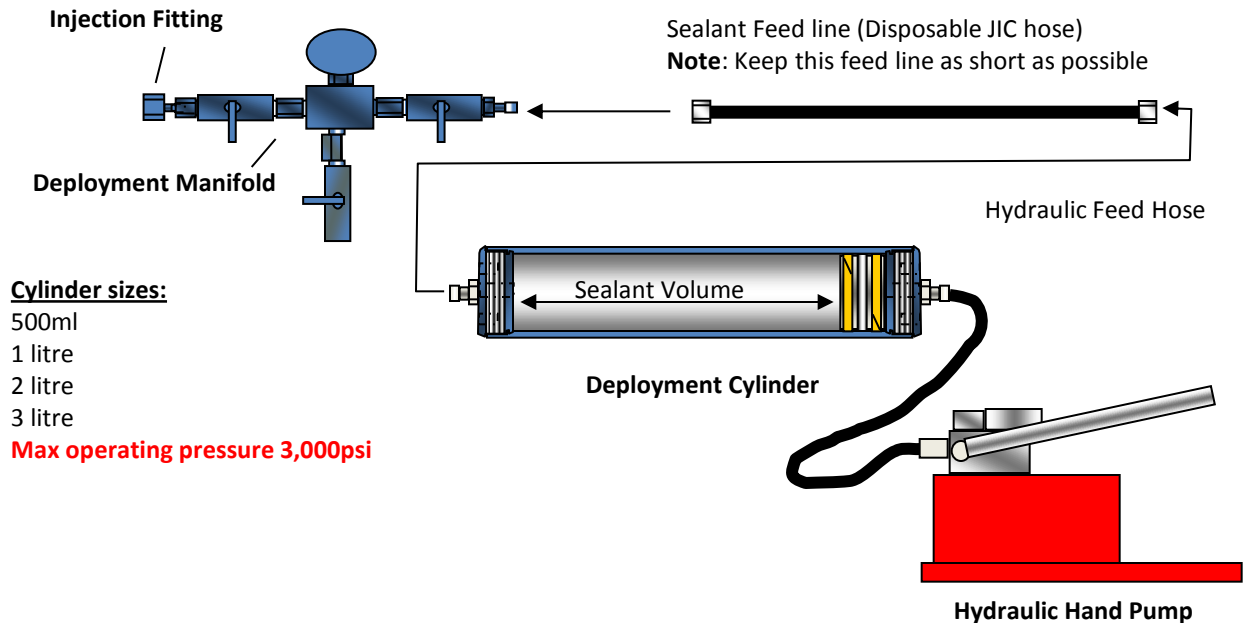 Injection Fitting
Sealant Feed line (Disposable JIC hose)
Note: Keep this feed line as short as possible
Deployment Manifold
Hydraulic Feed Hose
Cylinder sizes:
500ml
1 litre
2 litre
3 litre
Max operating pressure 3,000psi
Sealant Volume
Deployment Cylinder
Hydraulic Hand Pump